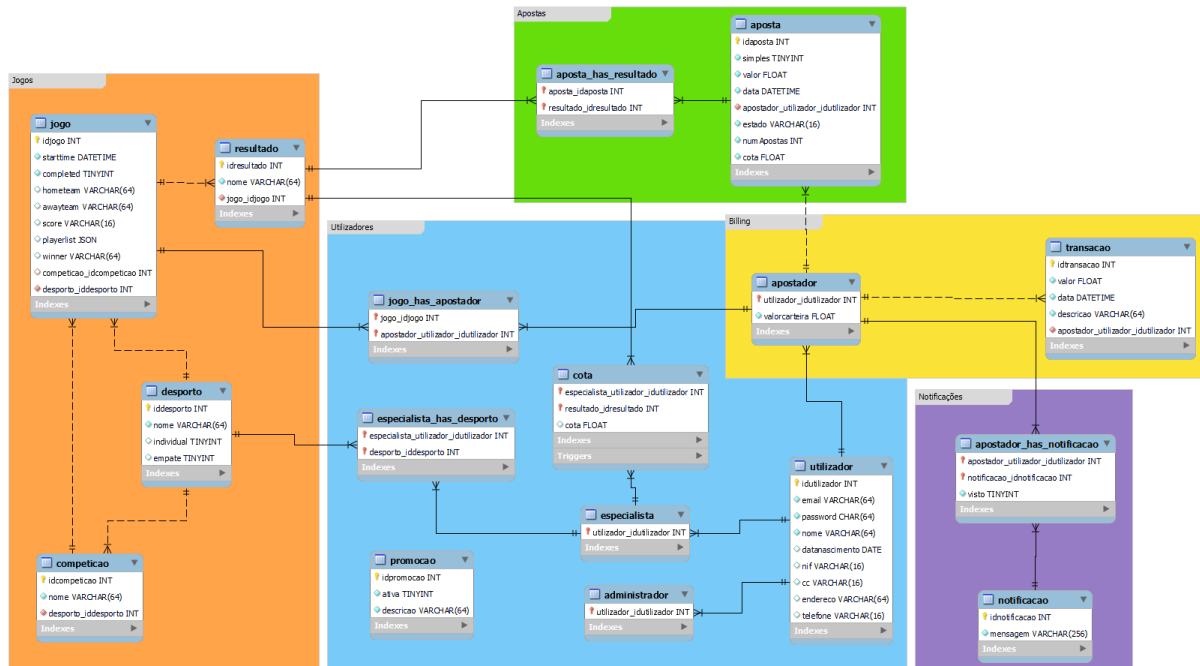 Apostas
aposta
idaposta INT
simples TINYINT
valor FLOAT
data DATETIME
apostador_utilizador_idutilizador INT
estado VARCHAR(16)
numApostas INT
cota FLOAT
Indexes
aposta_has_resultado
aposta_idaposta INT
resultado_idresultado INT
Indexes
Jogos
jogo
idjogo INT
starttime DATETIME
completed TINYINT
hometeam VARCHAR(64)
awayteam VARCHAR(64)
score VARCHAR(16)
playerlist JSON
winner VARCHAR(64)
competicao_idcompeticao INT
desporto_iddesporto INT
Indexes
resultado
idresultado INT
nome VARCHAR(64)
jogo_idjogo INT
Indexes
desporto
iddesporto INT
nome VARCHAR(64)
individual TINYINT
empate TINYINT
Indexes
competicao
idcompeticao INT
nome VARCHAR(64)
desporto_iddesporto INT
Indexes
Utilizadores
jogo_has_apostador
jogo_idjogo INT
apostador_utilizador_idutilizador INT
Indexes
cota
especialista_utilizador_idutilizador INT
resultado_idresultado INT
cota FLOAT
Indexes
Triggers
especialista_has_desporto
especialista_utilizador_idutilizador INT
desporto_iddesporto INT
Indexes
especialista
utilizador_idutilizador INT
Indexes
promocao
idpromocao INT
ativa TINYINT
descricao VARCHAR(64)
Indexes
administrador
utilizador_idutilizador INT
Indexes
utilizador
idutilizador INT
email VARCHAR(64)
password CHAR(64)
nome VARCHAR(64)
datanascimento DATE
nif VARCHAR(16)
cc VARCHAR(16)
endereco VARCHAR(64)
telefone VARCHAR(16)
Indexes
Billing
apostador
utilizador_idutilizador INT
valorcarteira FLOAT
Indexes
transacao
idtransacao INT
valor FLOAT
data DATETIME
descricao VARCHAR(64)
apostador_utilizador_idutilizador INT
Indexes
Notificações
apostador_has_notificacao
apostador_utilizador_idutilizador INT
notificacao_idnotificacao INT
visto TINYINT
Indexes
notificacao
idnotificacao INT
mensagem VARCHAR(256)
Indexes